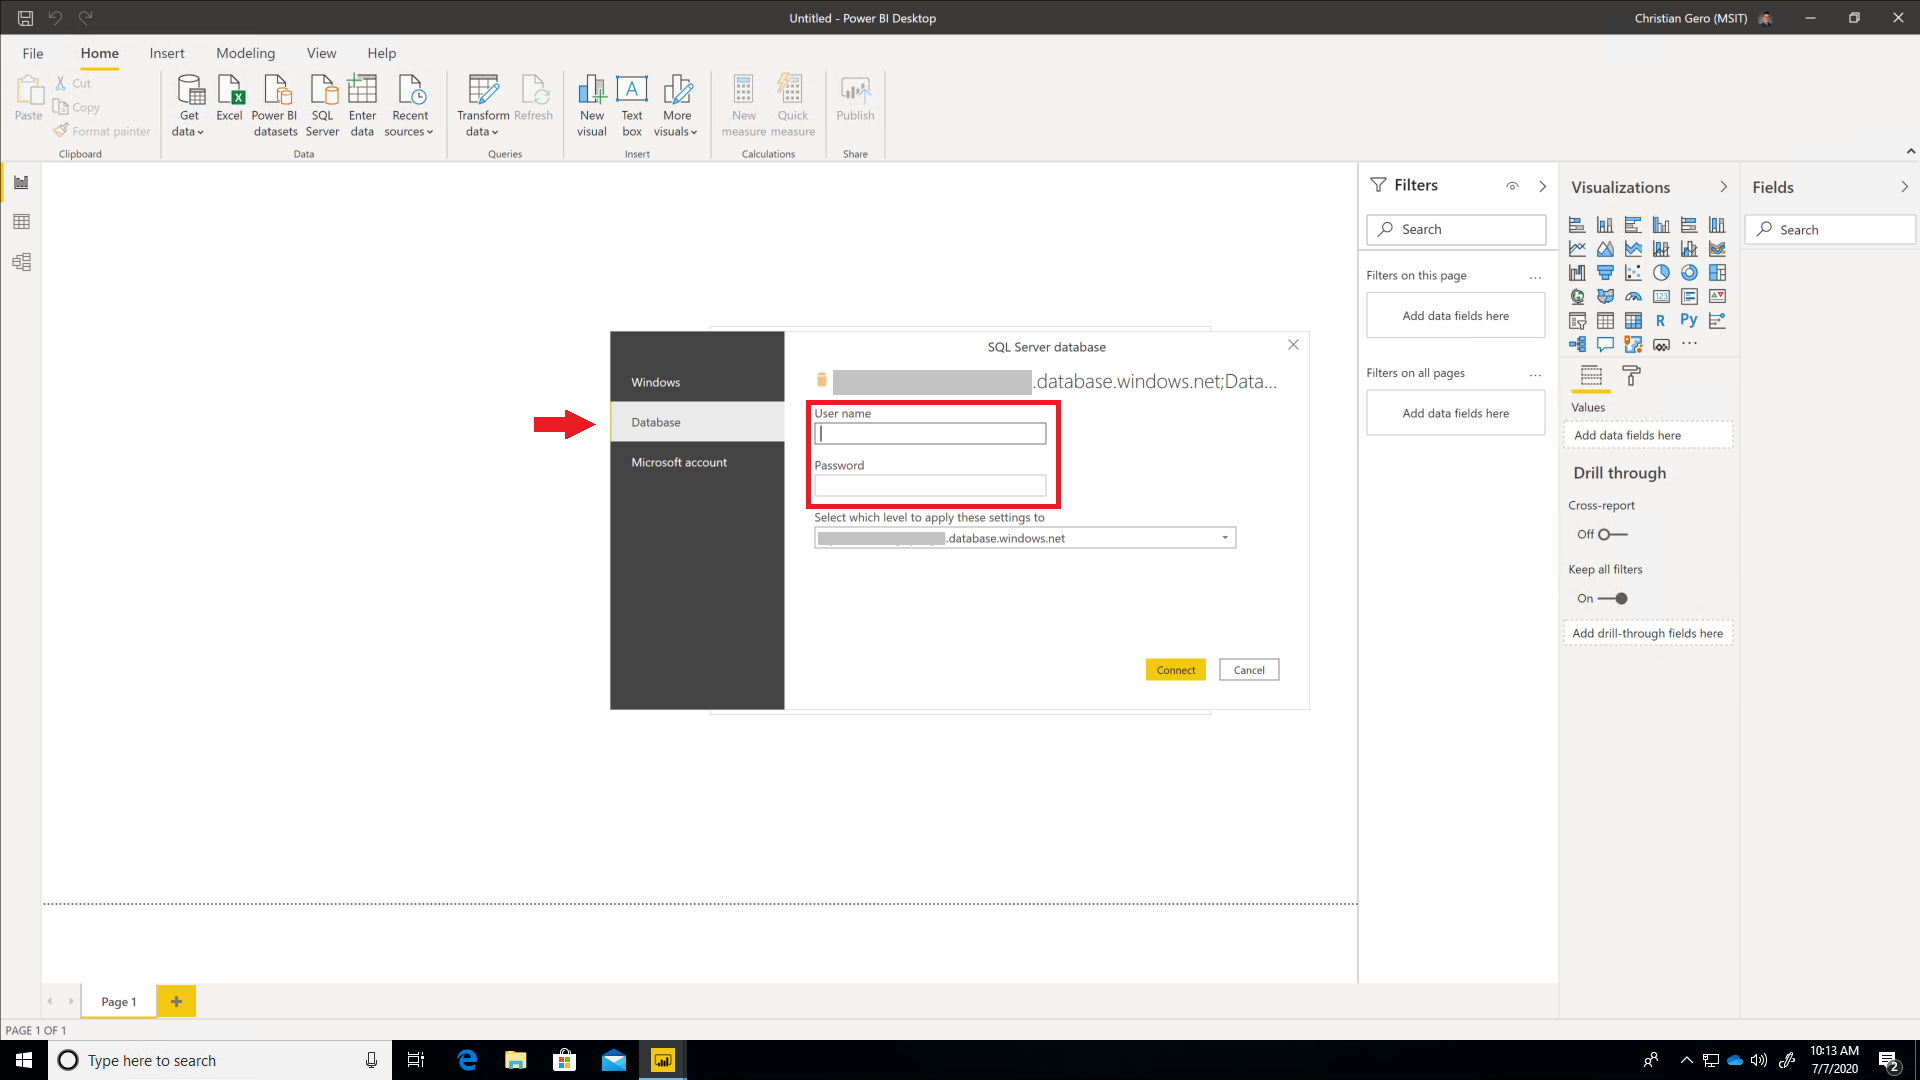 Untitled - Power BI Desktop
Christian Gero (MSIT)
File
Home
Insert
Modeling
View
Help
Paste
Cut
Copy
Format painter
Clipboard
Get data
Excel
Power BI datasets
SQL Server
Enter data
Recent sources
Data
Transform data
Refresh
Queries
New visual
Text box
More visuals
Insert
New measure
Quick measure
Calculations
Publish
Share
Filters
Search
Filters on this page
...
Add data fields here
Filters on all pages
...
Add data fields here
Visualizations
123
R
Py
...
Values
Add data fields here
Drill through
Cross-report
Off
Keep all filters
On
Add drill-through fields here
Fields
Search
SQL Server database
Windows
Database
Microsoft account
.database.windows.net;Data...
User name
Password
Select which level to apply these settings to
.database.windows.net
Connect
Cancel
Page 1
+
PAGE 1 OF 1
Type here to search
10:13 AM
7/7/2020
2